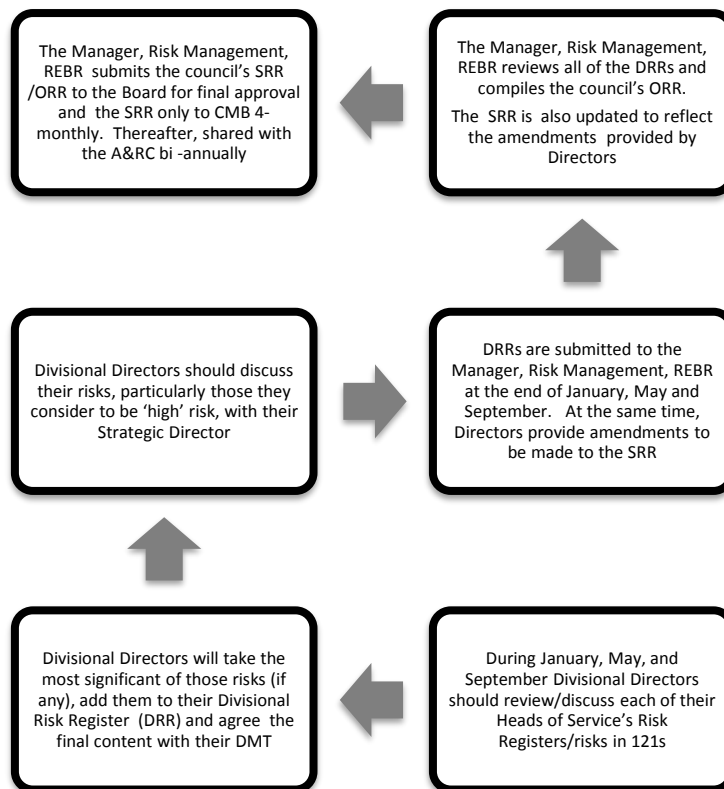 The Manager, Risk Management,
REBR  submits the council's SRR
/ORR to the Board for final approval
and  the SRR only to CMB 4-
monthly.  Thereafter, shared with
the A&RC bi -annually
The Manager, Risk Management,
REBR reviews all of the DRRs and
compiles the council's ORR.
The  SRR is  also updated to reflect
the amendments  provided by
Directors
Divisional Directors should discuss
their risks, particularly those they
consider to be ‘high’ risk, with their
Strategic Director
DRRs are submitted to the
Manager, Risk Management, REBR
at the end of January, May and
September.   At the same time,
Directors provide amendments to
be made to the SRR
Divisional Directors will take the
most significant of those risks (if
any), add them to their Divisional
Risk Register  (DRR) and agree  the
final content with their DMT
During January, May, and
September Divisional Directors
should review/discuss each of their
Heads of Service's Risk
Registers/risks in 121s